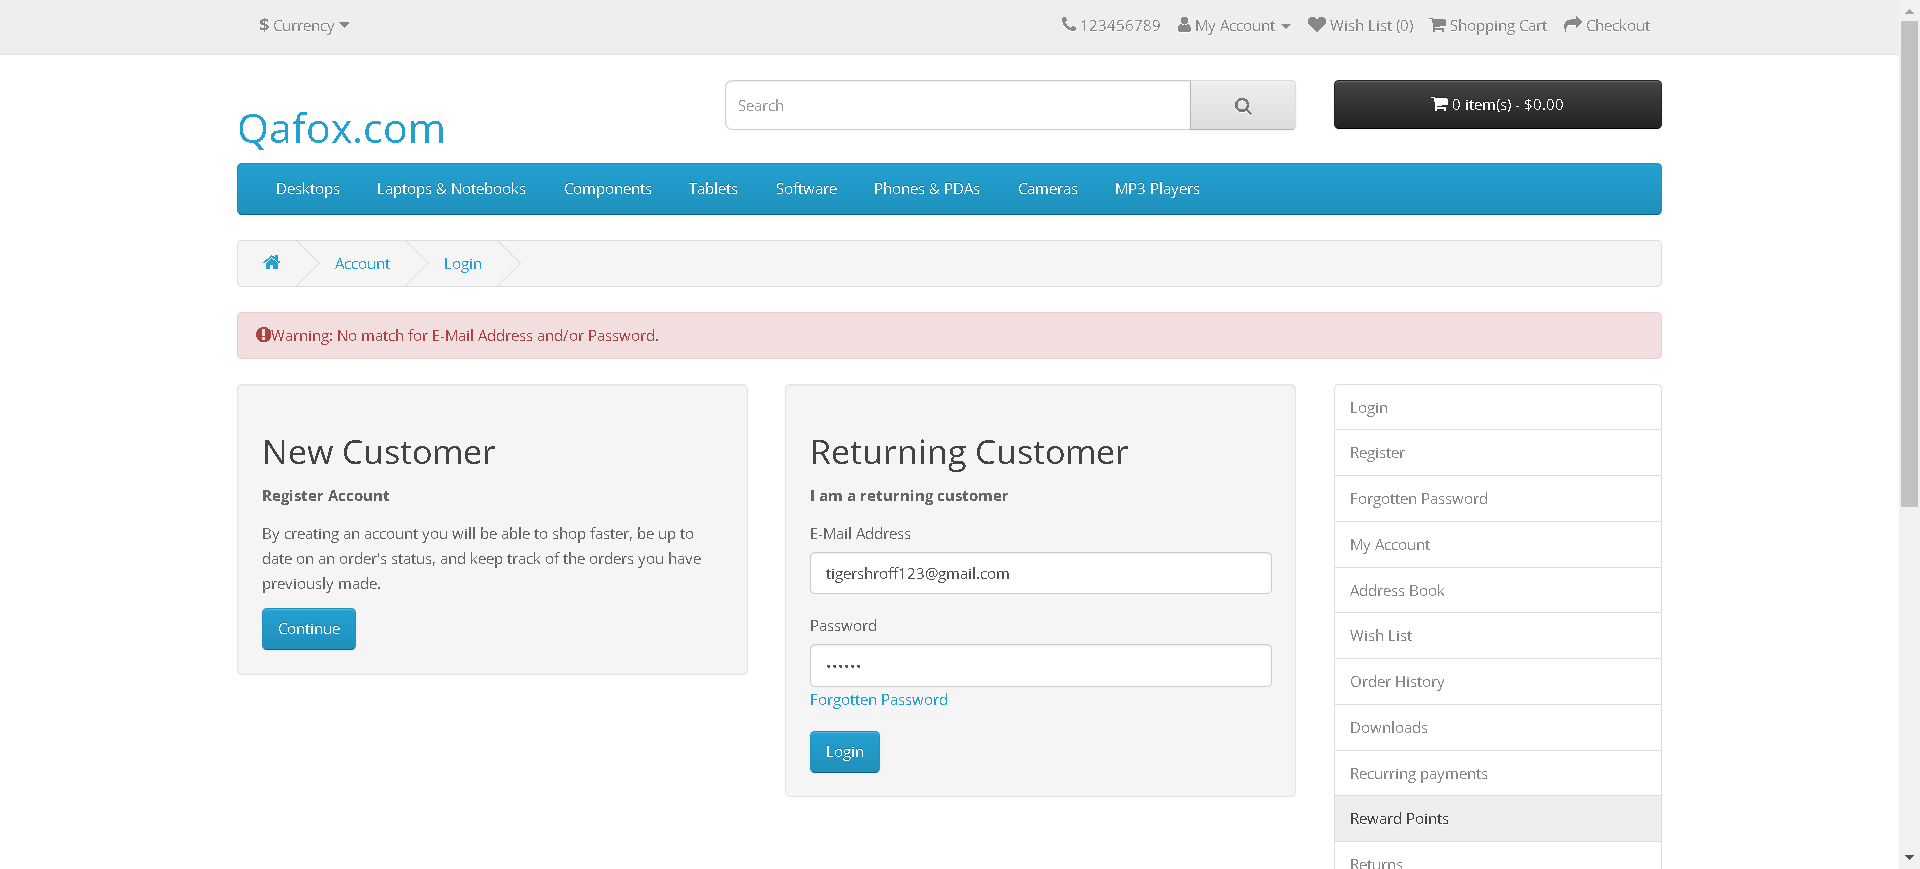 $ Currency
123456789 My Account Wish List (0) Shopping Cart Checkout
Qafox.com
Search
0 item(s) - $0.00
Desktops Laptops & Notebooks Components Tablets Software Phones & PDAs Cameras MP3 Players
Account Login
Warning: No match for E-Mail Address and/or Password.
New Customer
Register Account
By creating an account you will be able to shop faster, be up to
date on an order's status, and keep track of the orders you have
previously made.
Continue
Returning Customer
I am a returning customer
E-Mail Address
tigershroff123@gmail.com
Password
••••••
Forgotten Password
Login
Login
Register
Forgotten Password
My Account
Address Book
Wish List
Order History
Downloads
Recurring payments
Reward Points
Returns